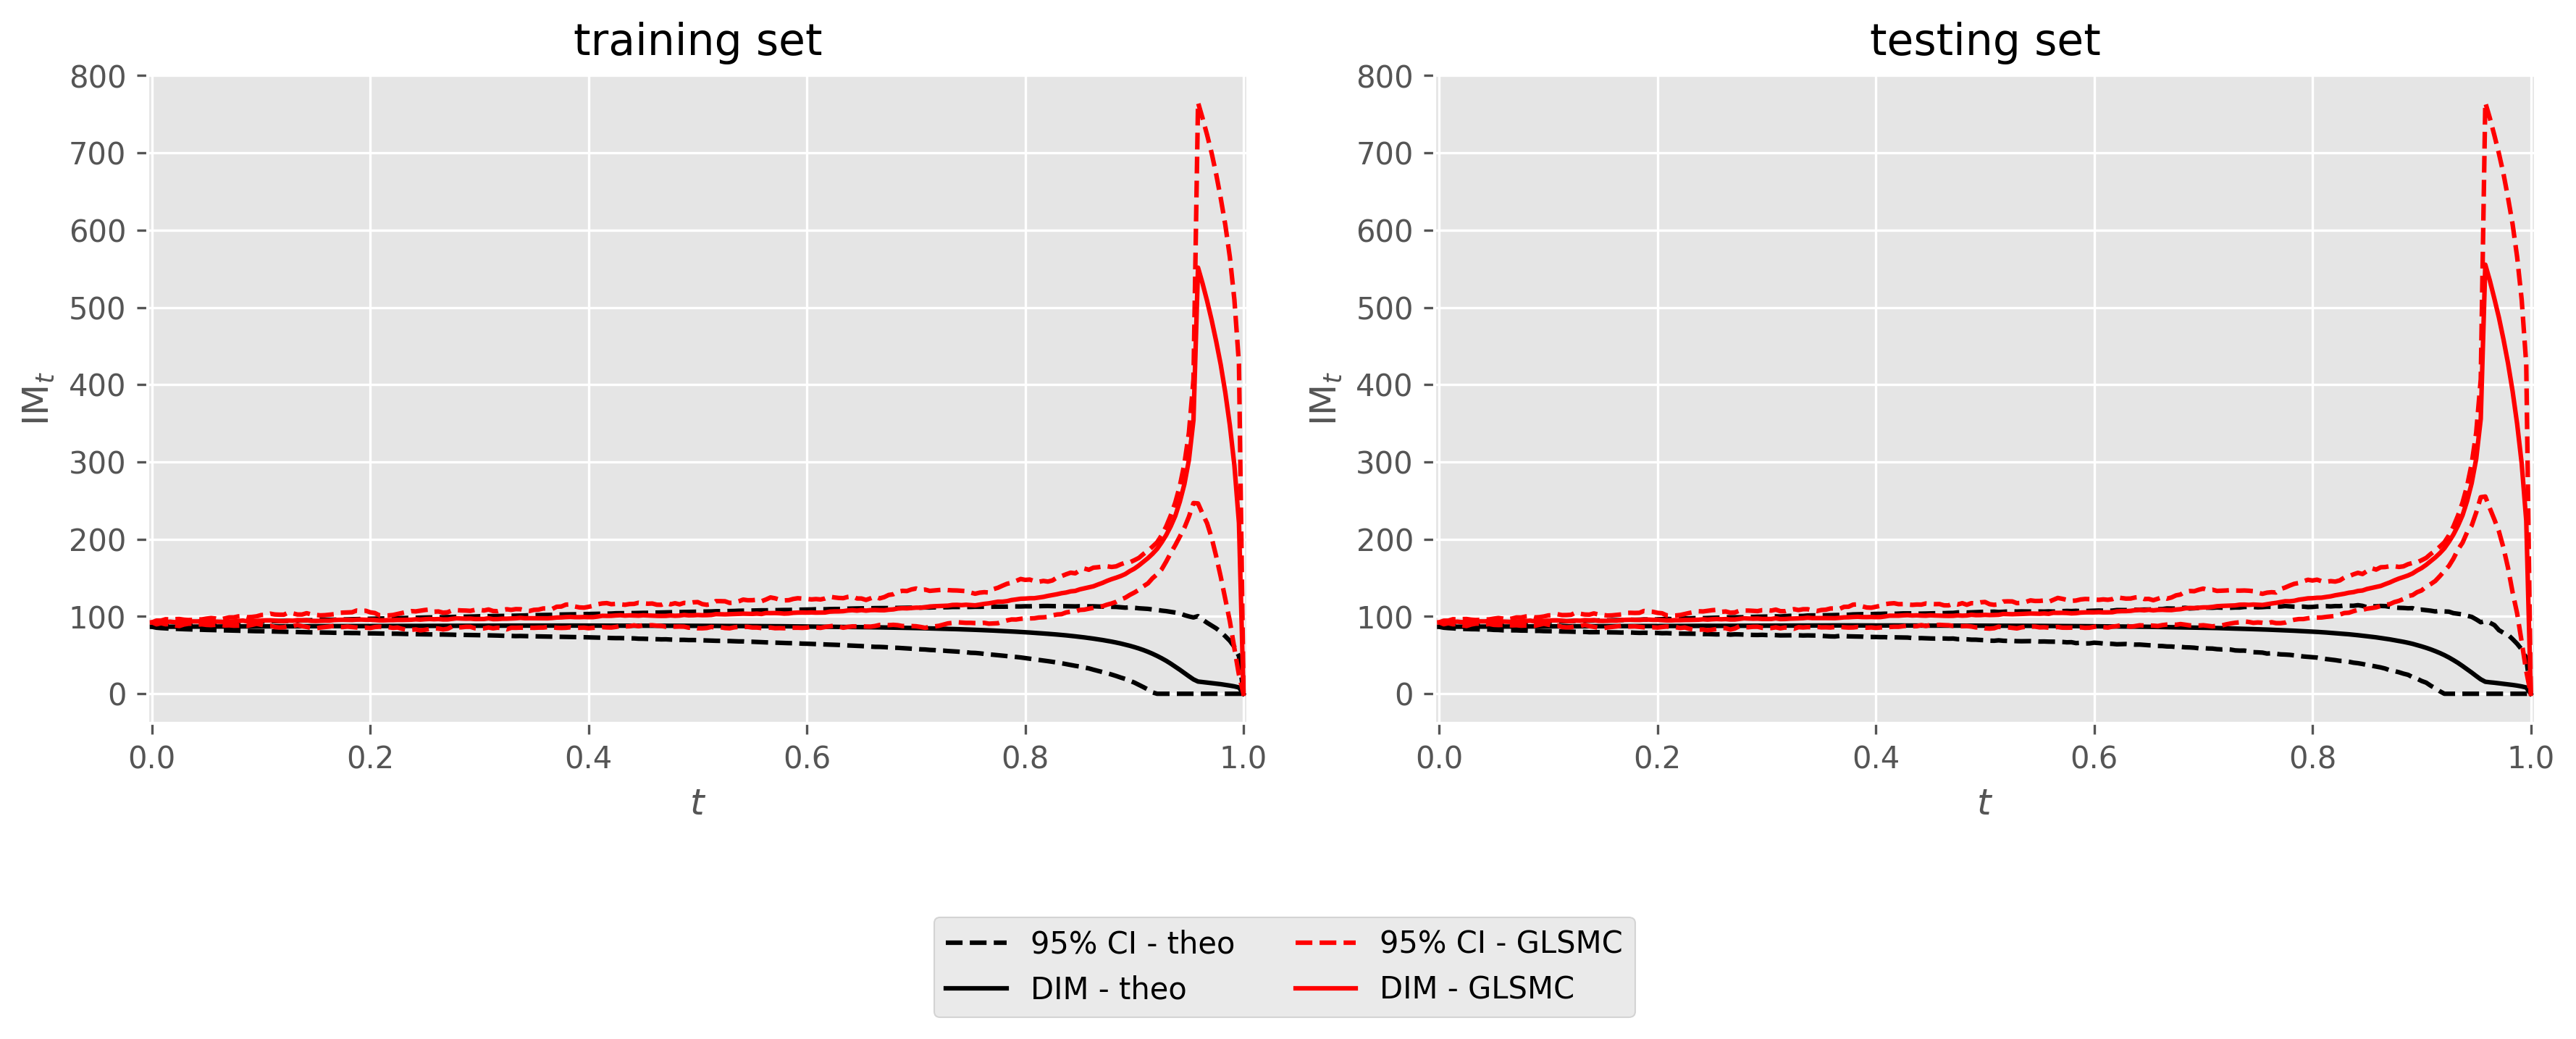 training set
800
700
600
500
400
300
200
100
0
IM_t
0.0 0.2 0.4 0.6 0.8 1.0
t
testing set
800
700
600
500
400
300
200
100
0
IM_t
0.0 0.2 0.4 0.6 0.8 1.0
t
95% CI - theo
DIM - theo
95% CI - GLSMC
DIM - GLSMC